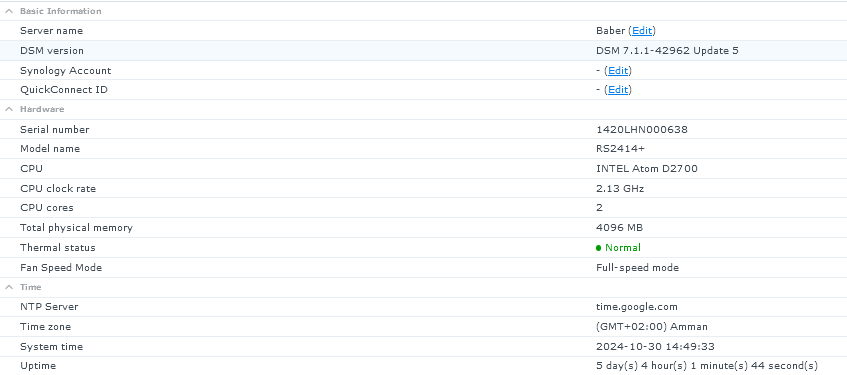 Basic Information
Server name Baber (Edit)
DSM version DSM 7.1.1-42962 Update 5
Synology Account - (Edit)
QuickConnect ID - (Edit)
Hardware
Serial number 1420LHN000638
Model name RS2414+
CPU INTEL Atom D2700
CPU clock rate 2.13 GHz
CPU cores 2
Total physical memory 4096 MB
Thermal status Normal
Fan Speed Mode Full-speed mode
Time
NTP Server time.google.com
Time zone (GMT+02:00) Amman
System time 2024-10-30 14:49:33
Uptime 5 day(s) 4 hour(s) 1 minute(s) 44 second(s)